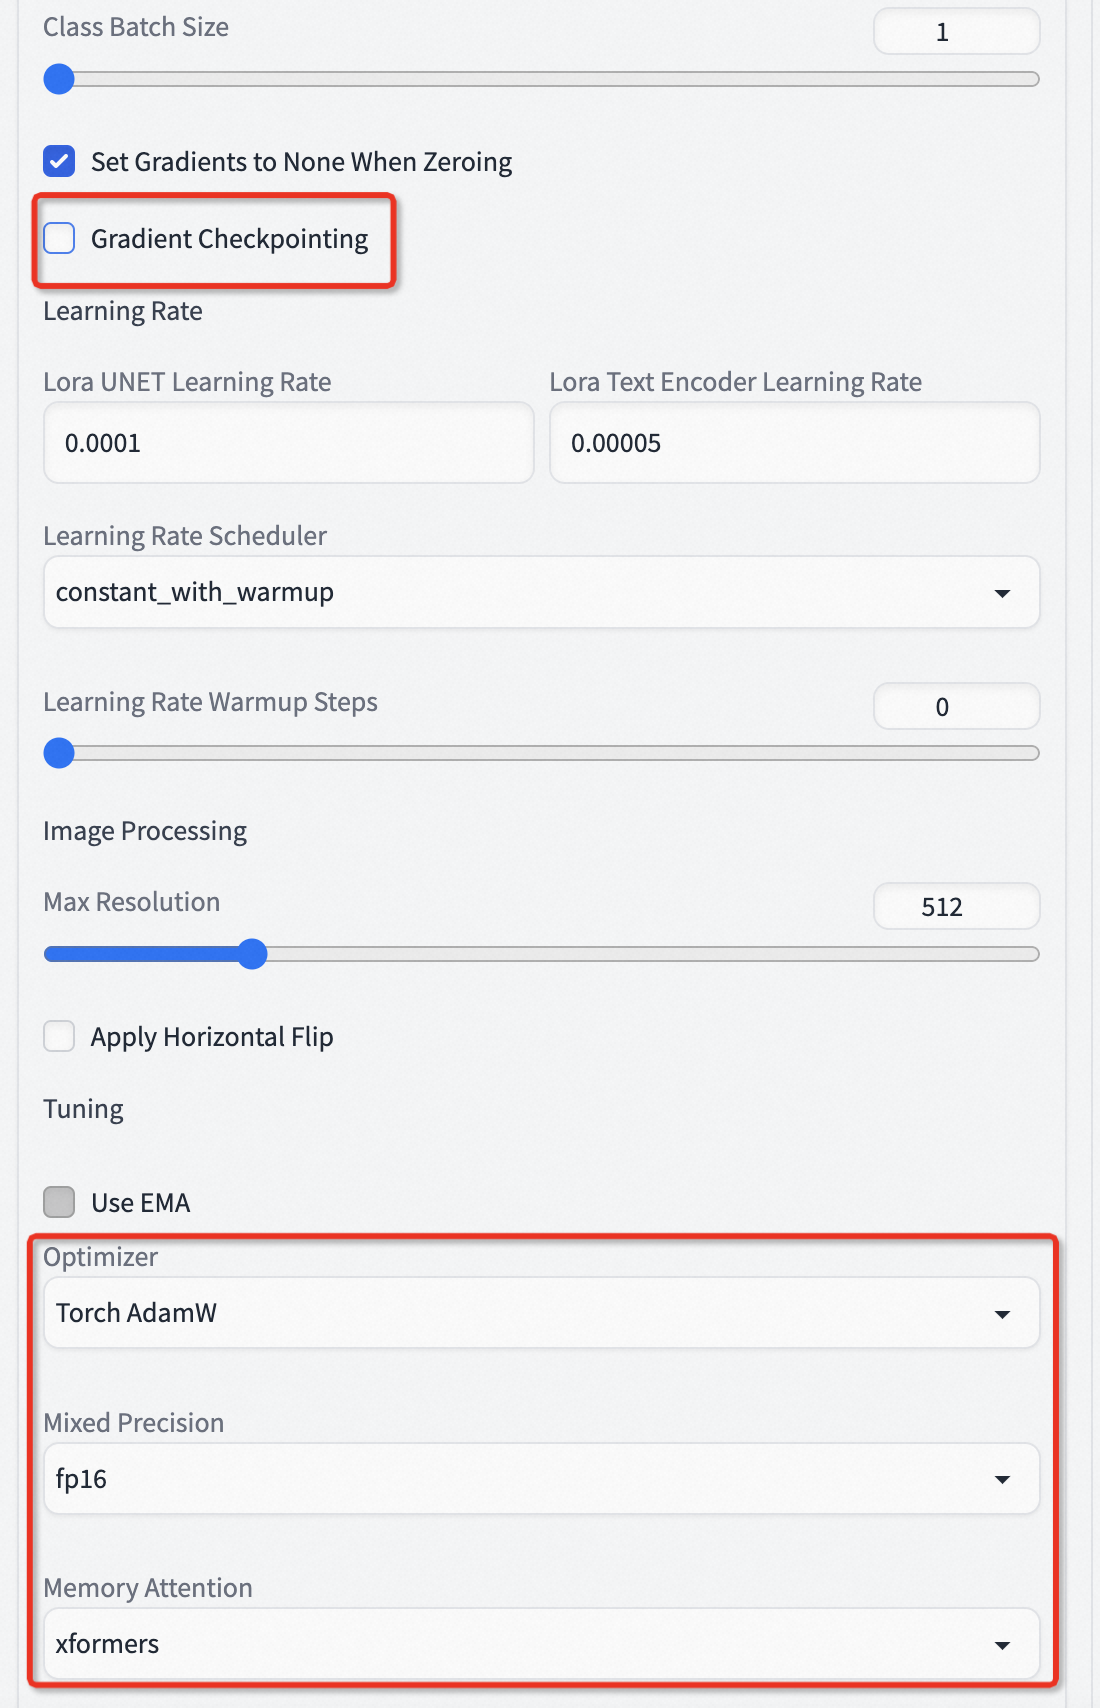 Class Batch Size
1
Set Gradients to None When Zeroing
Gradient Checkpointing
Learning Rate
Lora UNET Learning Rate
Lora Text Encoder Learning Rate
0.0001
0.00005
Learning Rate Scheduler
constant_with_warmup
Learning Rate Warmup Steps
0
Image Processing
Max Resolution
512
Apply Horizontal Flip
Tuning
Use EMA
Optimizer
Torch AdamW
Mixed Precision
fp16
Memory Attention
xformers